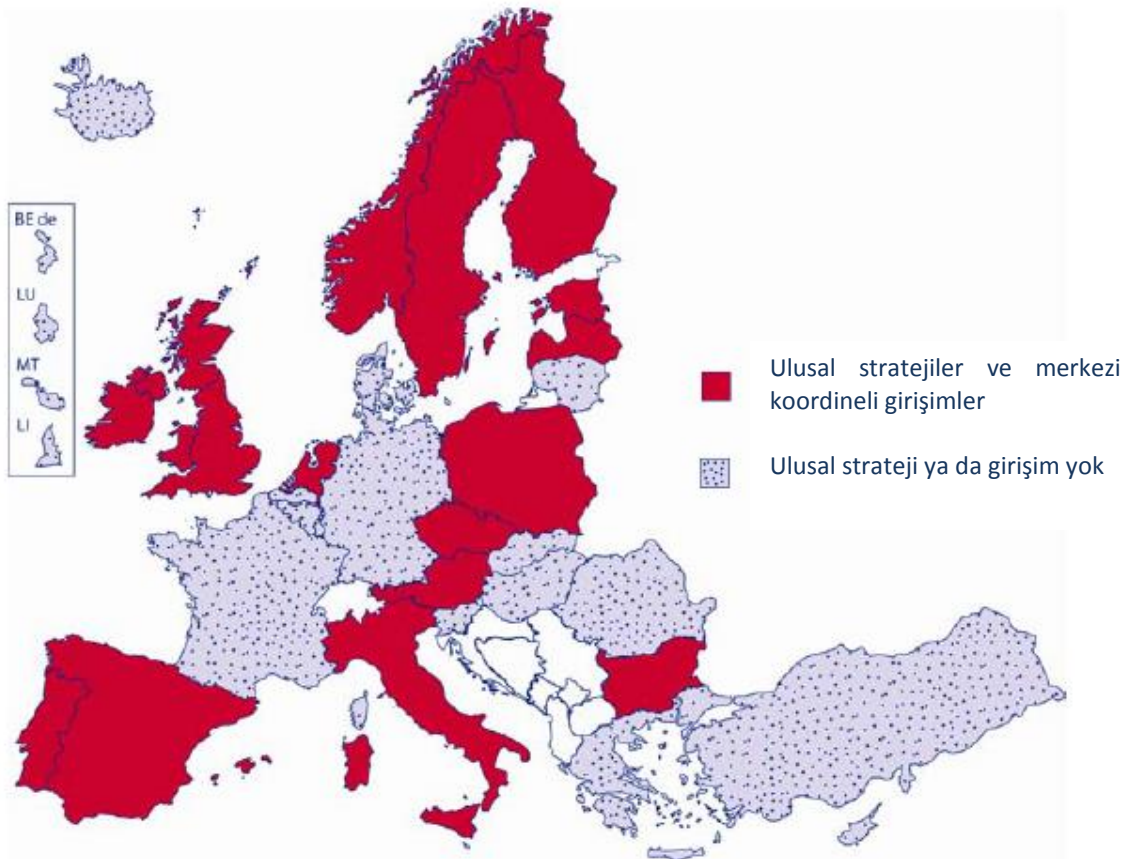 BE de
LU
MT
LI
Ulusal stratejiler ve merkezi
koordineli girişimler
Ulusal strateji ya da girişim yok